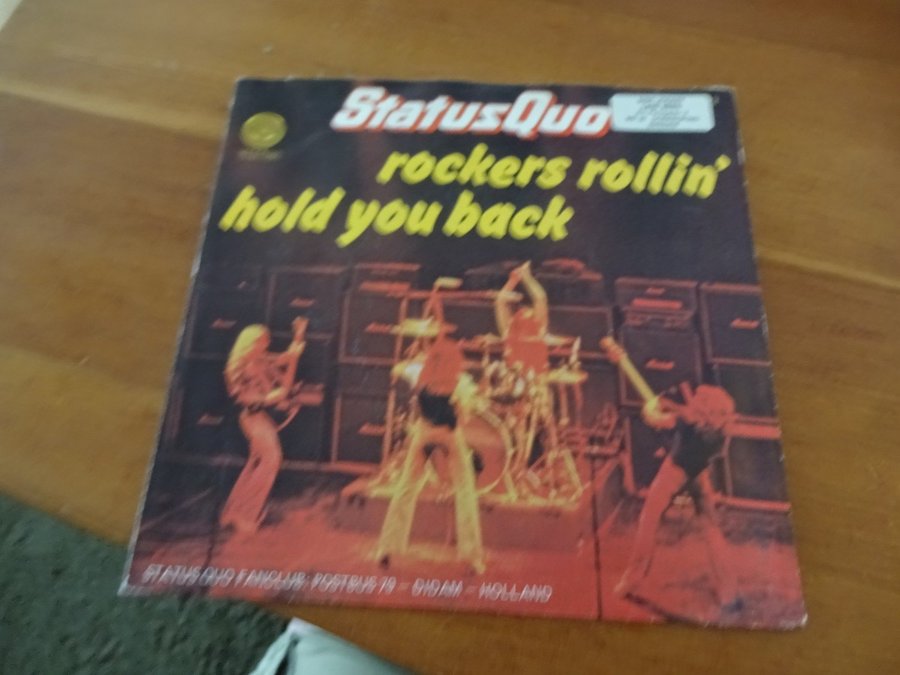 StatusQuo
rockers rollin'
hold you back
STATUS QUO FANCLUB: POSTBUS 79 - DIDAM - HOLLAND